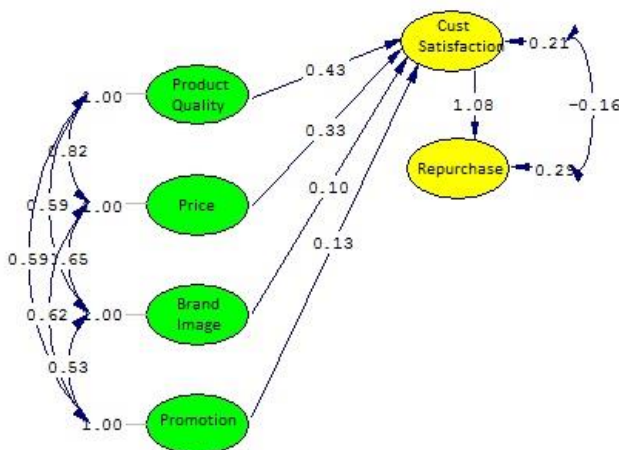 Cust
Satisfaction
0.21
0.43
Product
Quality
1.00
1.08
-0.16
0.33
0.82
Repurchase
0.29
0.10
0.59
1.00
Price
0.13
0.59
0.65
0.62
1.00
Brand
Image
0.53
1.00
Promotion